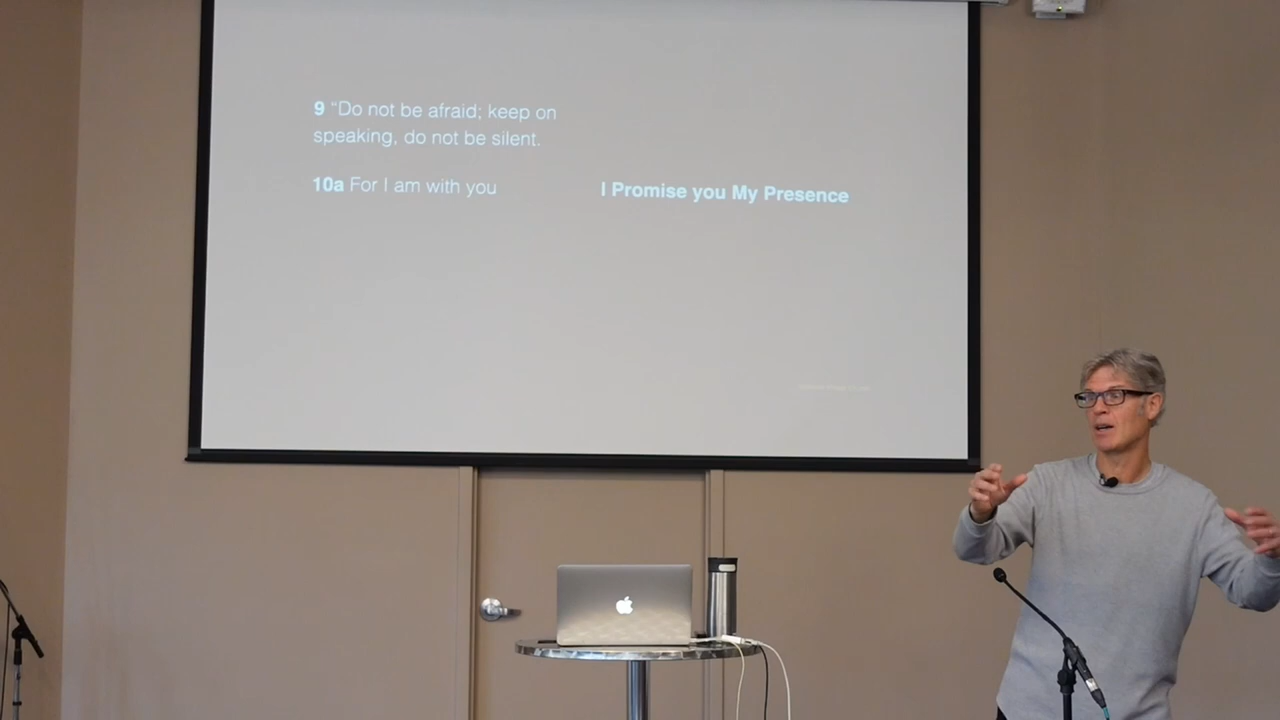 9 “Do not be afraid; keep on
speaking, do not be silent.
10a For I am with you
I Promise you My Presence